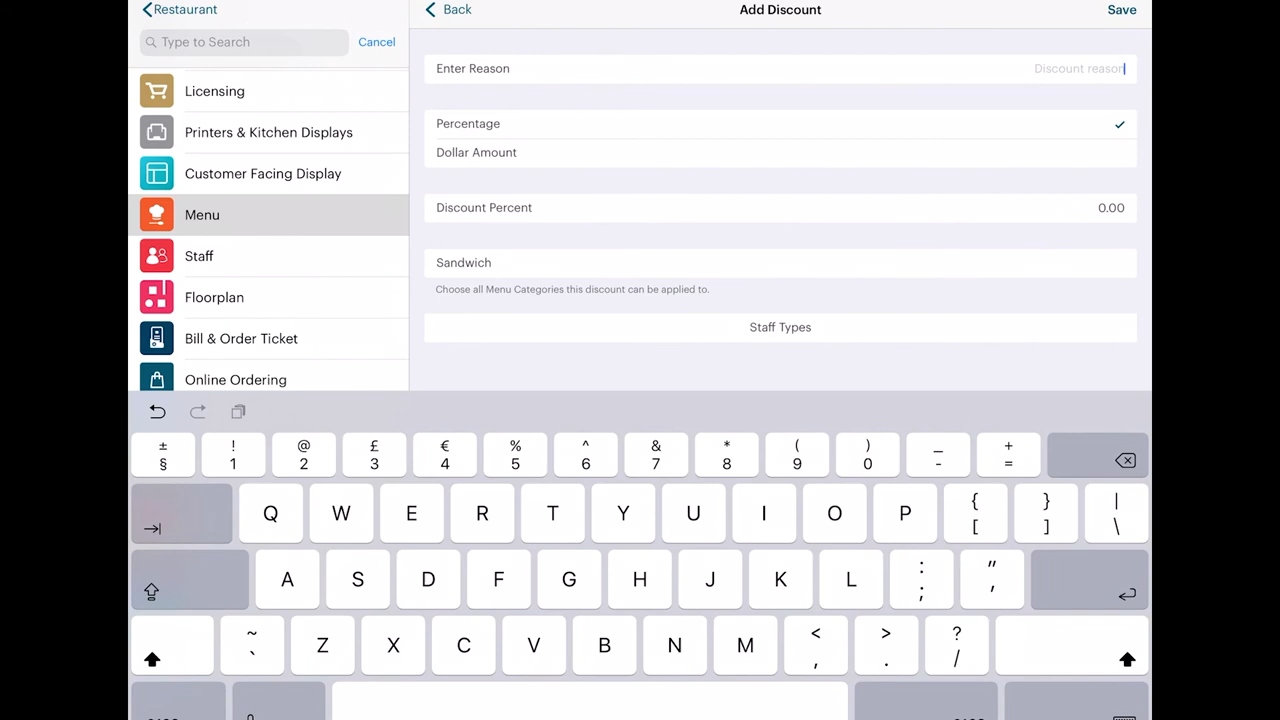 Restaurant
Type to Search
Cancel
Licensing
Printers & Kitchen Displays
Customer Facing Display
Menu
Staff
Floorplan
Bill & Order Ticket
Online Ordering
Back
Add Discount
Save
Enter Reason
Discount reason
Percentage
Dollar Amount
Discount Percent
0.00
Sandwich
Choose all Menu Categories this discount can be applied to.
Staff Types
± ! @ £ € % ^ & * ( ) _ +
§ 1 2 3 4 5 6 7 8 9 0 - =
Q W E R T Y U I O P { } |
[ ] \
A S D F G H J K L : "
; '
~ Z X C V B N M < > ?
` , . /